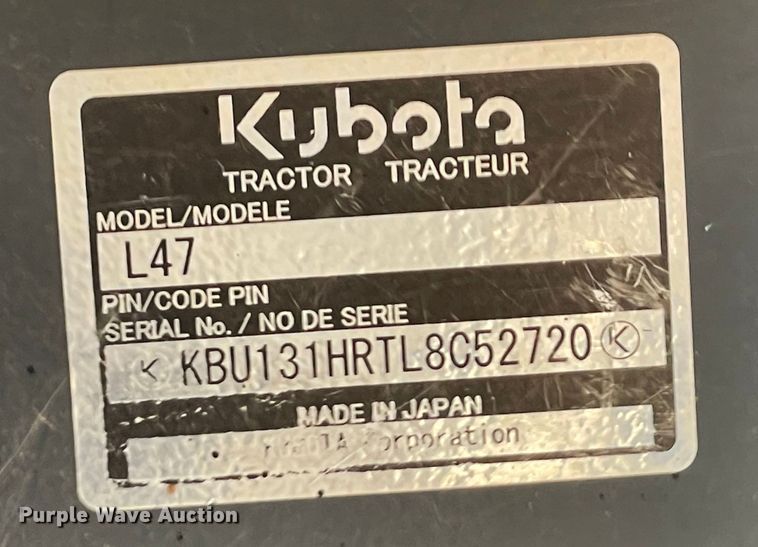 Kubota
TRACTOR TRACTEUR
MODEL/MODELE
L47
PIN/CODE PIN
SERIAL No. / NO DE SERIE
KBU131HRTL8C52720 K
MADE IN JAPAN
Corporation
Purple Wave Auction